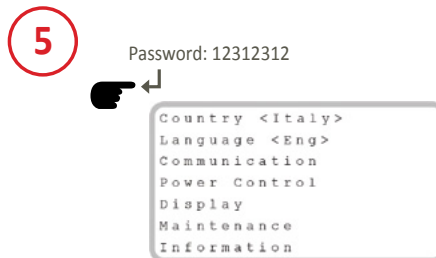 5
Password: 12312312
Country <Italy>
Language <Eng>
Communication
Power Control
Display
Maintenance
Information